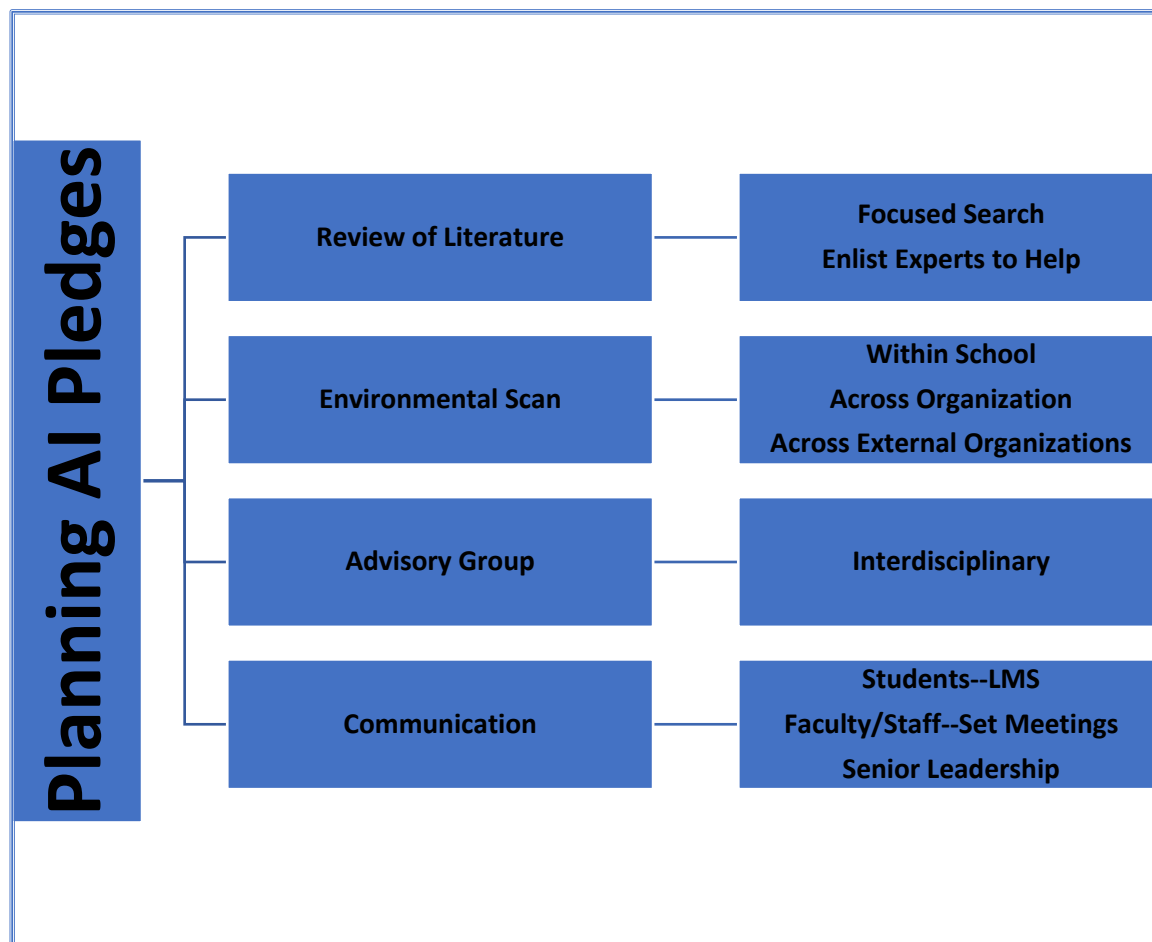 Planning AI Pledges
Review of Literature
Focused Search
Enlist Experts to Help
Environmental Scan
Within School
Across Organization
Across External Organizations
Advisory Group
Interdisciplinary
Communication
Students--LMS
Faculty/Staff--Set Meetings
Senior Leadership